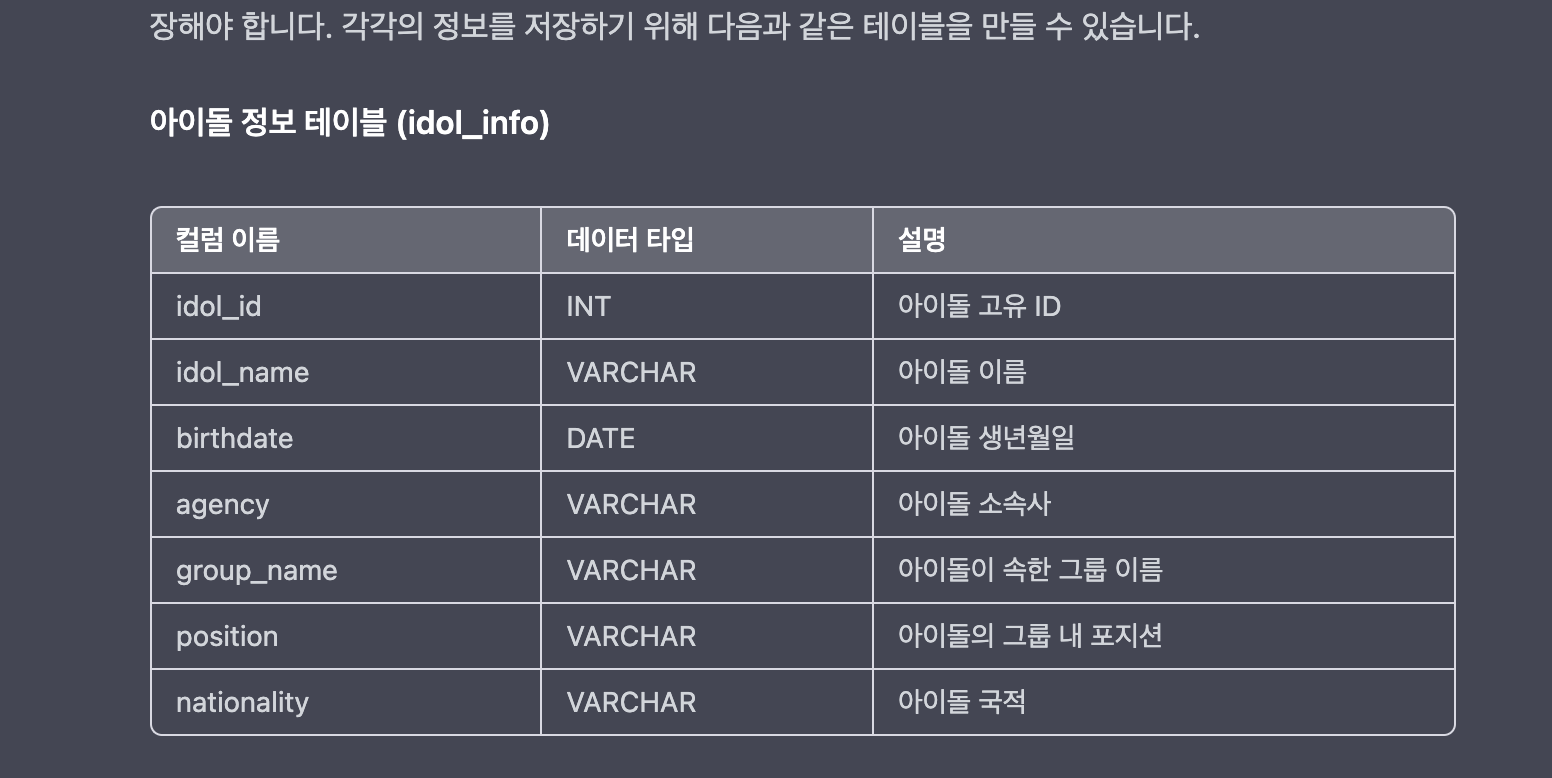 장해야 합니다. 각각의 정보를 저장하기 위해 다음과 같은 테이블을 만들 수 있습니다.
아이돌 정보 테이블 (idol_info)
컬럼 이름 데이터 타입 설명
idol_id INT 아이돌 고유 ID
idol_name VARCHAR 아이돌 이름
birthdate DATE 아이돌 생년월일
agency VARCHAR 아이돌 소속사
group_name VARCHAR 아이돌이 속한 그룹 이름
position VARCHAR 아이돌의 그룹 내 포지션
nationality VARCHAR 아이돌 국적